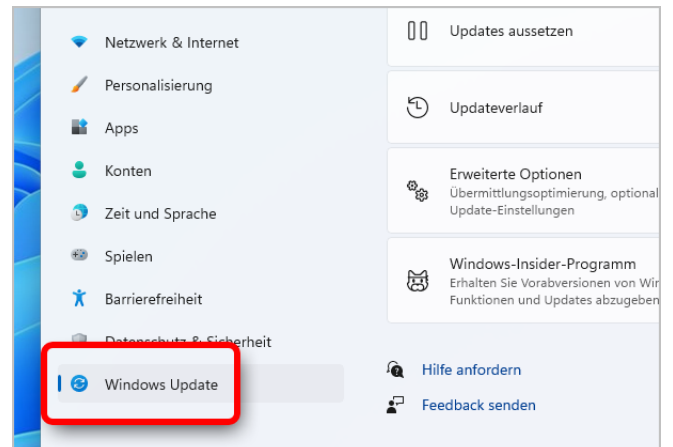 Netzwerk & Internet
Personalisierung
Apps
Konten
Zeit und Sprache
Spielen
Barrierefreiheit
Datenschutz & Sicherheit
Windows Update
Updates aussetzen
Updateverlauf
Erweiterte Optionen
Übermittlungsoptimierung, optional
Update-Einstellungen
Windows-Insider-Programm
Erhalten Sie Vorabversionen von Wir
Funktionen und Updates abzugeben
Hilfe anfordern
Feedback senden